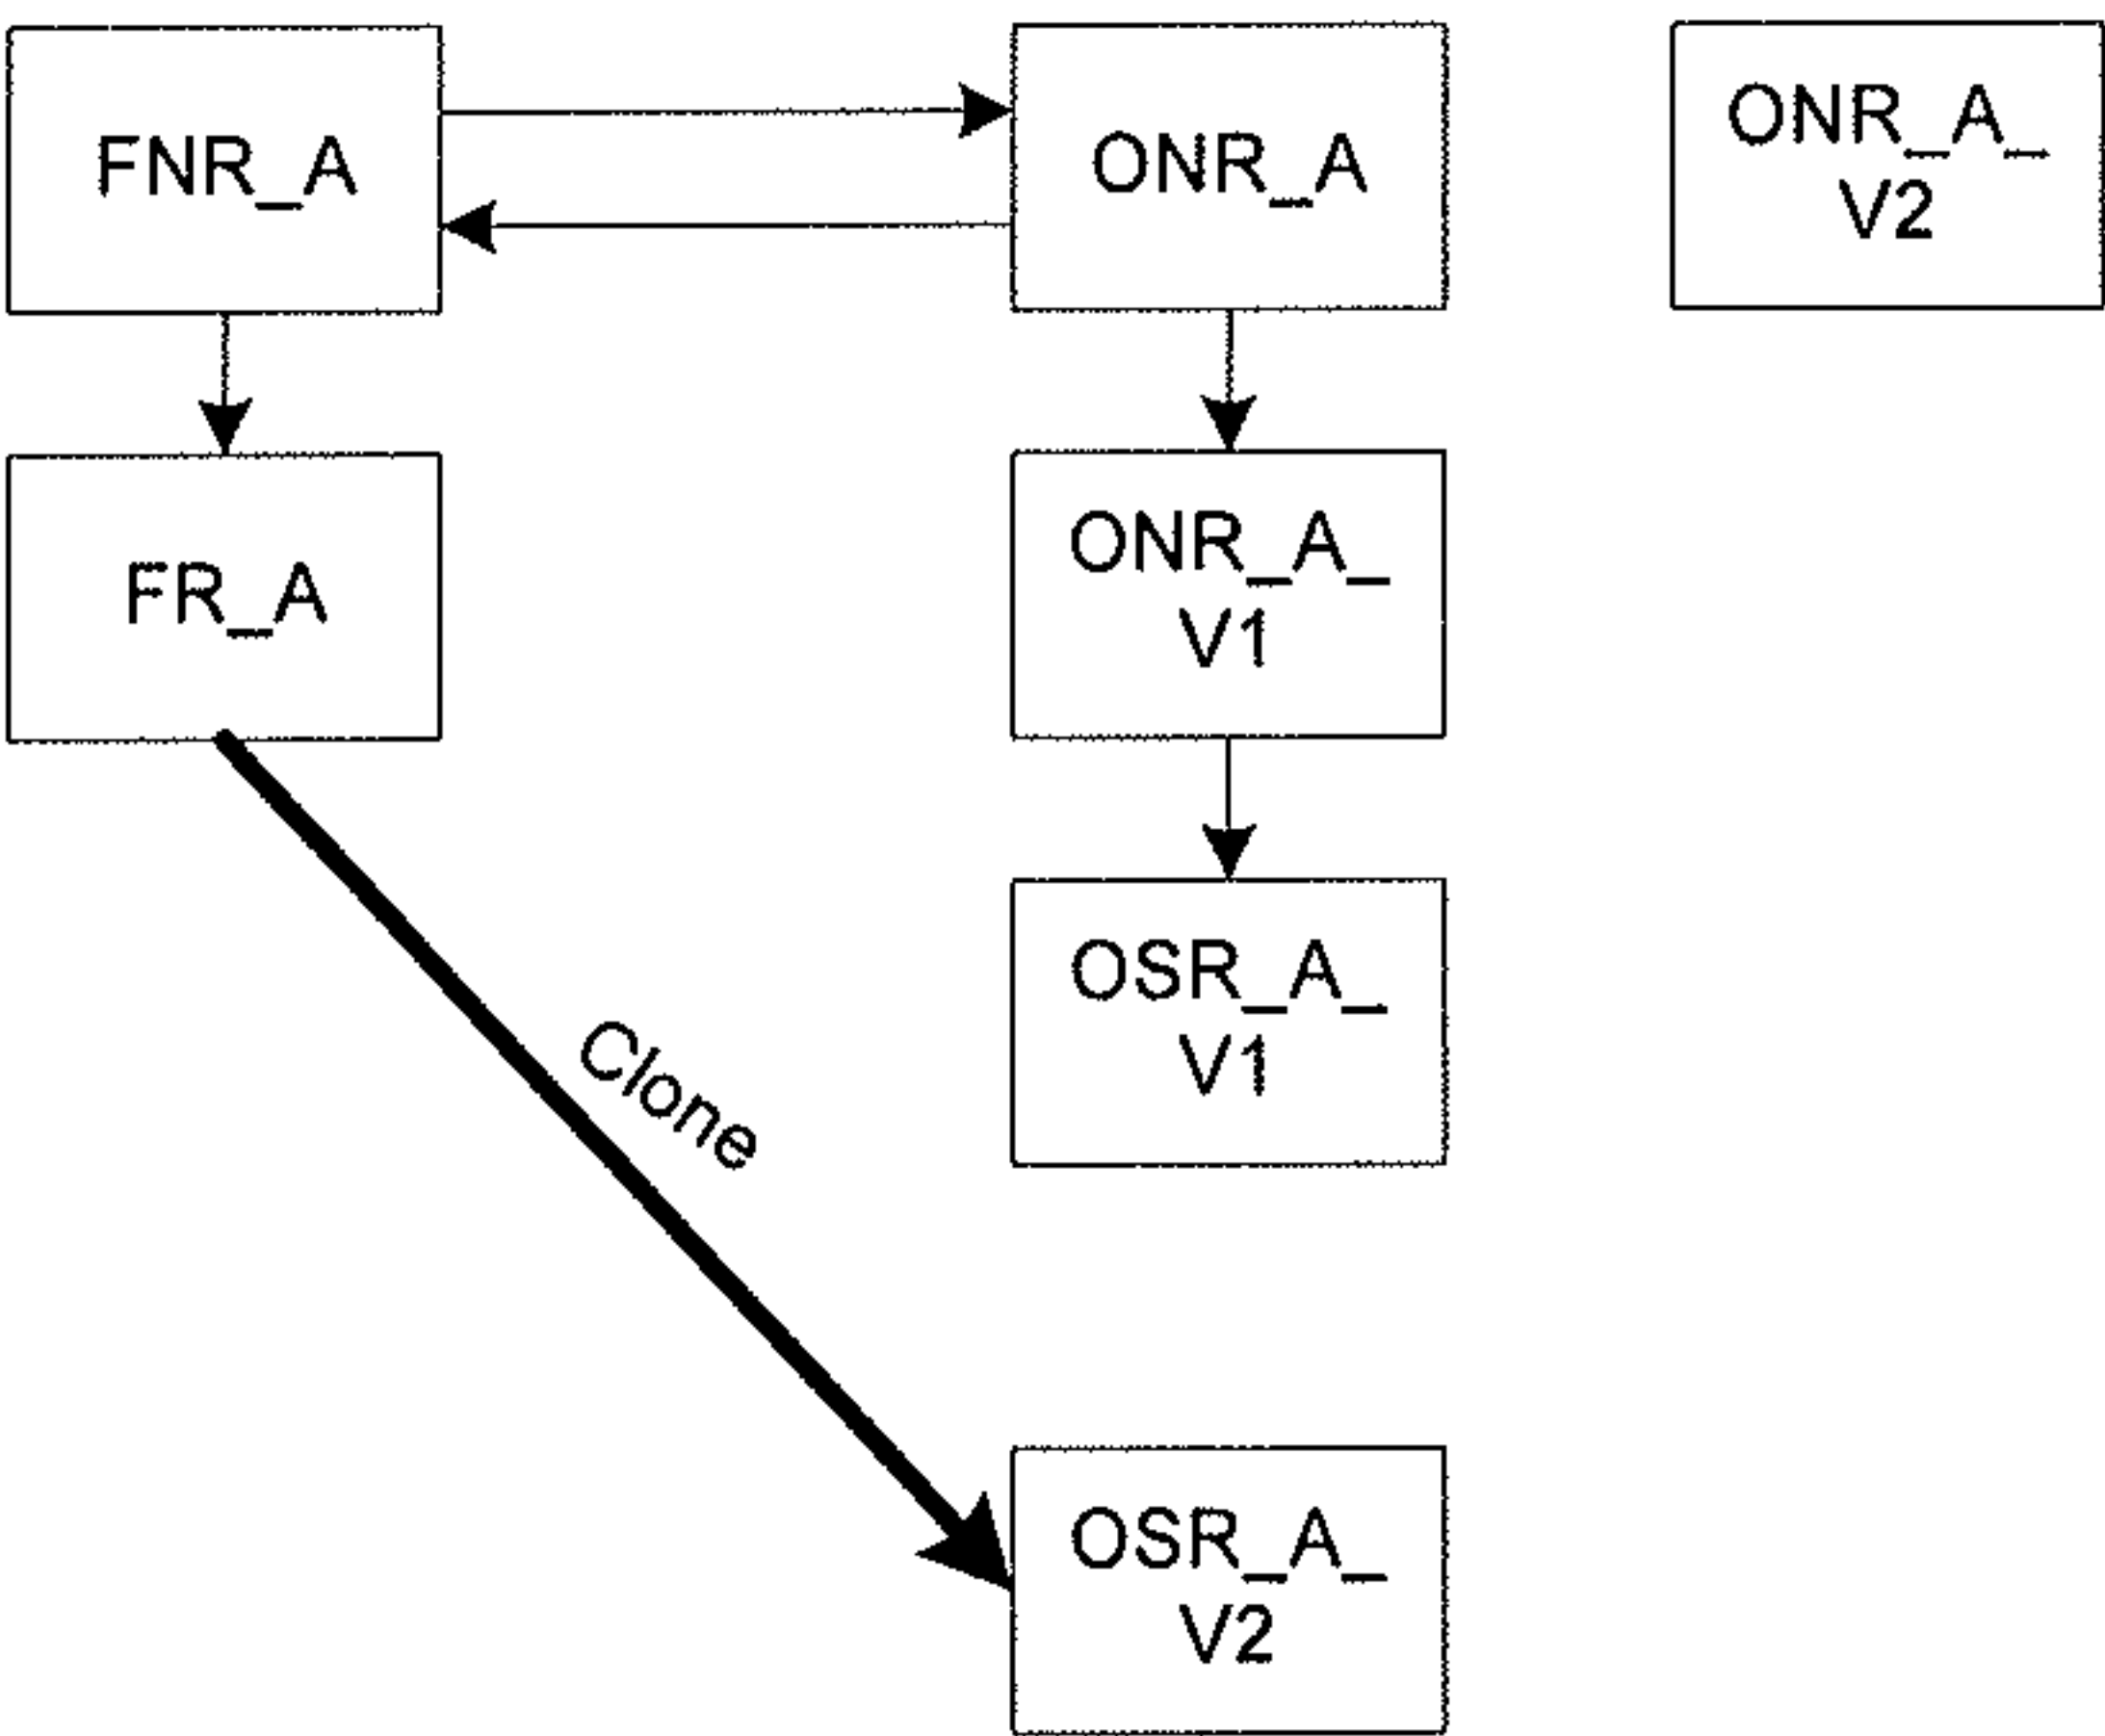 FNR_A
ONR_A
ONR_A_
V2
FR_A
ONR_A_
V1
OSR_A_
V1
Clone
OSR_A_
V2